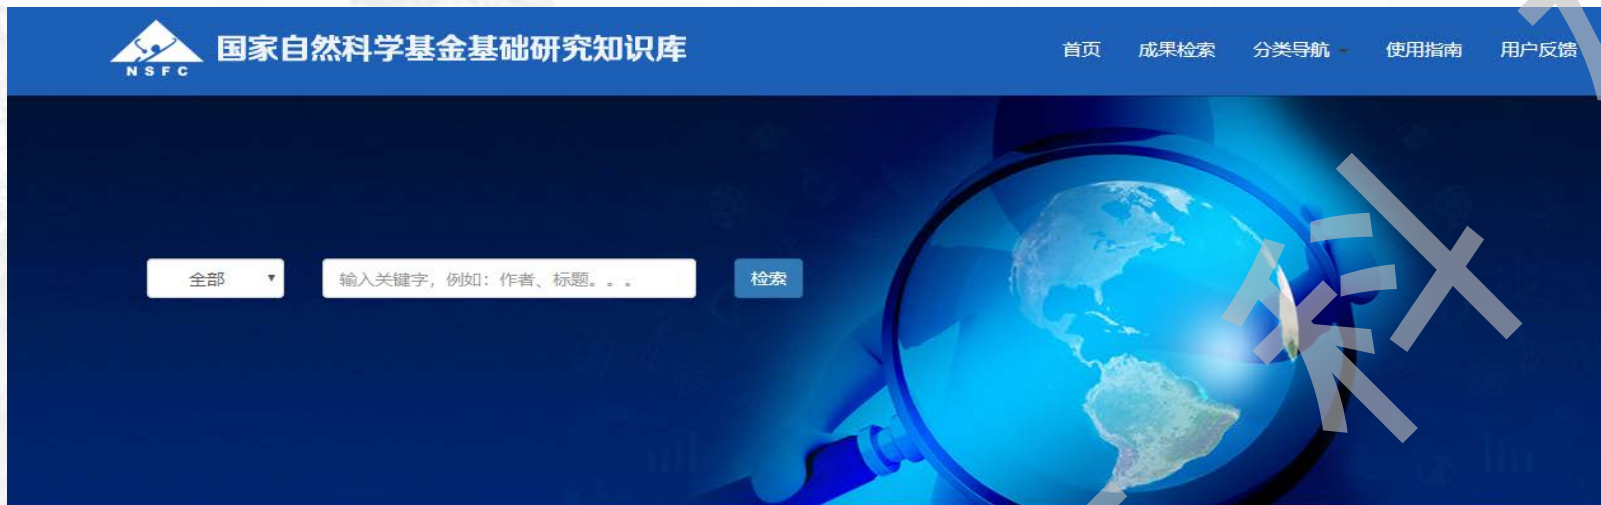 NSFC
国家自然科学基金基础研究知识库
首页 成果检索 分类导航 使用指南 用户反馈
全部 输入关键字，例如：作者、标题。。。 检索